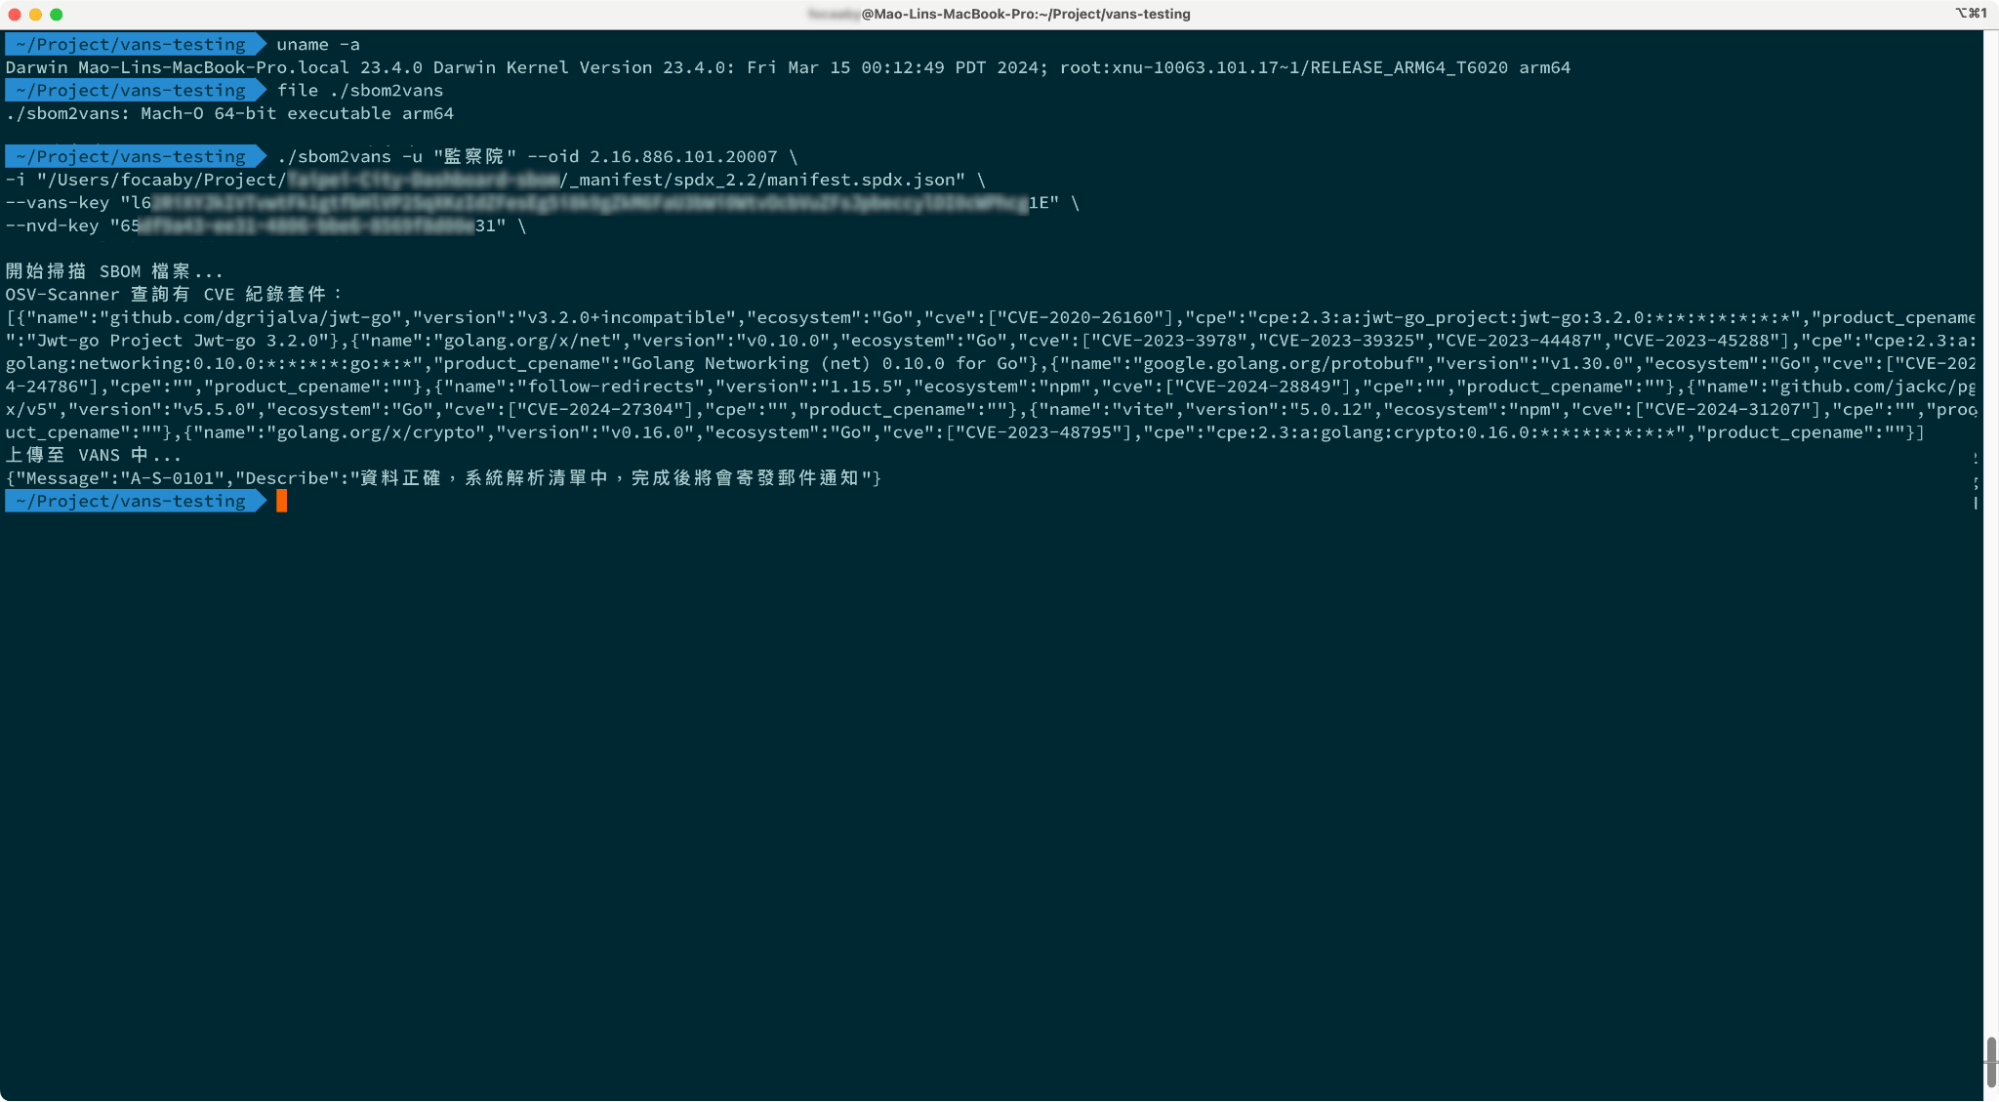 @Mao-Lins-MacBook-Pro:~/Project/vans-testing
⌥⌘1
~/Project/vans-testing uname -a
Darwin Mao-Lins-MacBook-Pro.local 23.4.0 Darwin Kernel Version 23.4.0: Fri Mar 15 00:12:49 PDT 2024; root:xnu-10063.101.17~1/RELEASE_ARM64_T6020 arm64
~/Project/vans-testing file ./sbom2vans
./sbom2vans: Mach-O 64-bit executable arm64
~/Project/vans-testing ./sbom2vans -u "監察院" --oid 2.16.886.101.20007 \
-i "/Users/focaaby/Project/ /_manifest/spdx_2.2/manifest.spdx.json" \
--vans-key "l6 1E" \
--nvd-key "65 31" \
開始掃描 SBOM 檔案...
OSV-Scanner 查詢有 CVE 紀錄套件：
[{"name":"github.com/dgrijalva/jwt-go","version":"v3.2.0+incompatible","ecosystem":"Go","cve":["CVE-2020-26160"],"cpe":"cpe:2.3:a:jwt-go_project:jwt-go:3.2.0:*:*:*:*:*:*:*","product_cpename
":"Jwt-go Project Jwt-go 3.2.0"},{"name":"golang.org/x/net","version":"v0.10.0","ecosystem":"Go","cve":["CVE-2023-3978","CVE-2023-39325","CVE-2023-44487","CVE-2023-45288"],"cpe":"cpe:2.3:a:
golang:networking:0.10.0:*:*:*:*:go:*:*","product_cpename":"Golang Networking (net) 0.10.0 for Go"},{"name":"google.golang.org/protobuf","version":"v1.30.0","ecosystem":"Go","cve":["CVE-202
4-24786"],"cpe":"","product_cpename":""},{"name":"follow-redirects","version":"1.15.5","ecosystem":"npm","cve":["CVE-2024-28849"],"cpe":"","product_cpename":""},{"name":"github.com/jackc/pg
x/v5","version":"v5.5.0","ecosystem":"Go","cve":["CVE-2024-27304"],"cpe":"","product_cpename":""},{"name":"vite","version":"5.0.12","ecosystem":"npm","cve":["CVE-2024-31207"],"cpe":"","prod
uct_cpename":""},{"name":"golang.org/x/crypto","version":"v0.16.0","ecosystem":"Go","cve":["CVE-2023-48795"],"cpe":"cpe:2.3:a:golang:crypto:0.16.0:*:*:*:*:*:*:*","product_cpename":""}]
上傳至 VANS 中...
{"Message":"A-S-0101","Describe":"資料正確，系統解析清單中，完成後將會寄發郵件通知"}
~/Project/vans-testing